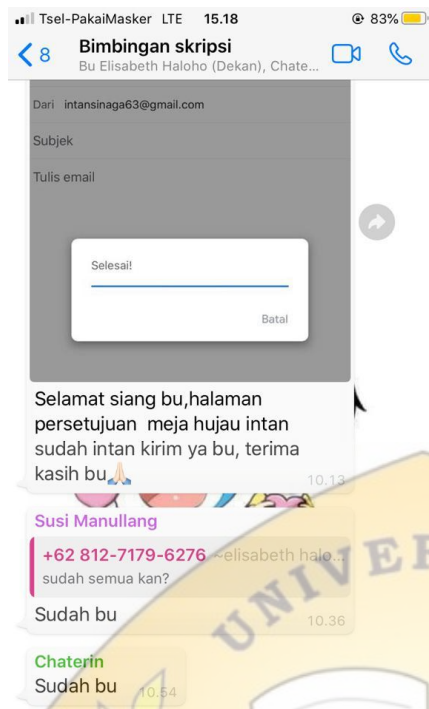 Tsel-PakaiMasker LTE 15.18 83%
8 Bimbingan skripsi
Bu Elisabeth Haloho (Dekan), Chate...
Dari intansinaga63@gmail.com
Subjek
Tulis email
Selesai!
Batal
Selamat siang bu,halaman
persetujuan meja hujau intan
sudah intan kirim ya bu, terima
kasih bu🙏🏻
10.13
Susi Manullang
+62 812-7179-6276 ~elisabeth halo...
sudah semua kan?
Sudah bu
10.36
Chaterin
Sudah bu 10.54
UNIVER